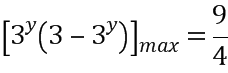 [3^y(3 − 3^y)]_max = 9/4